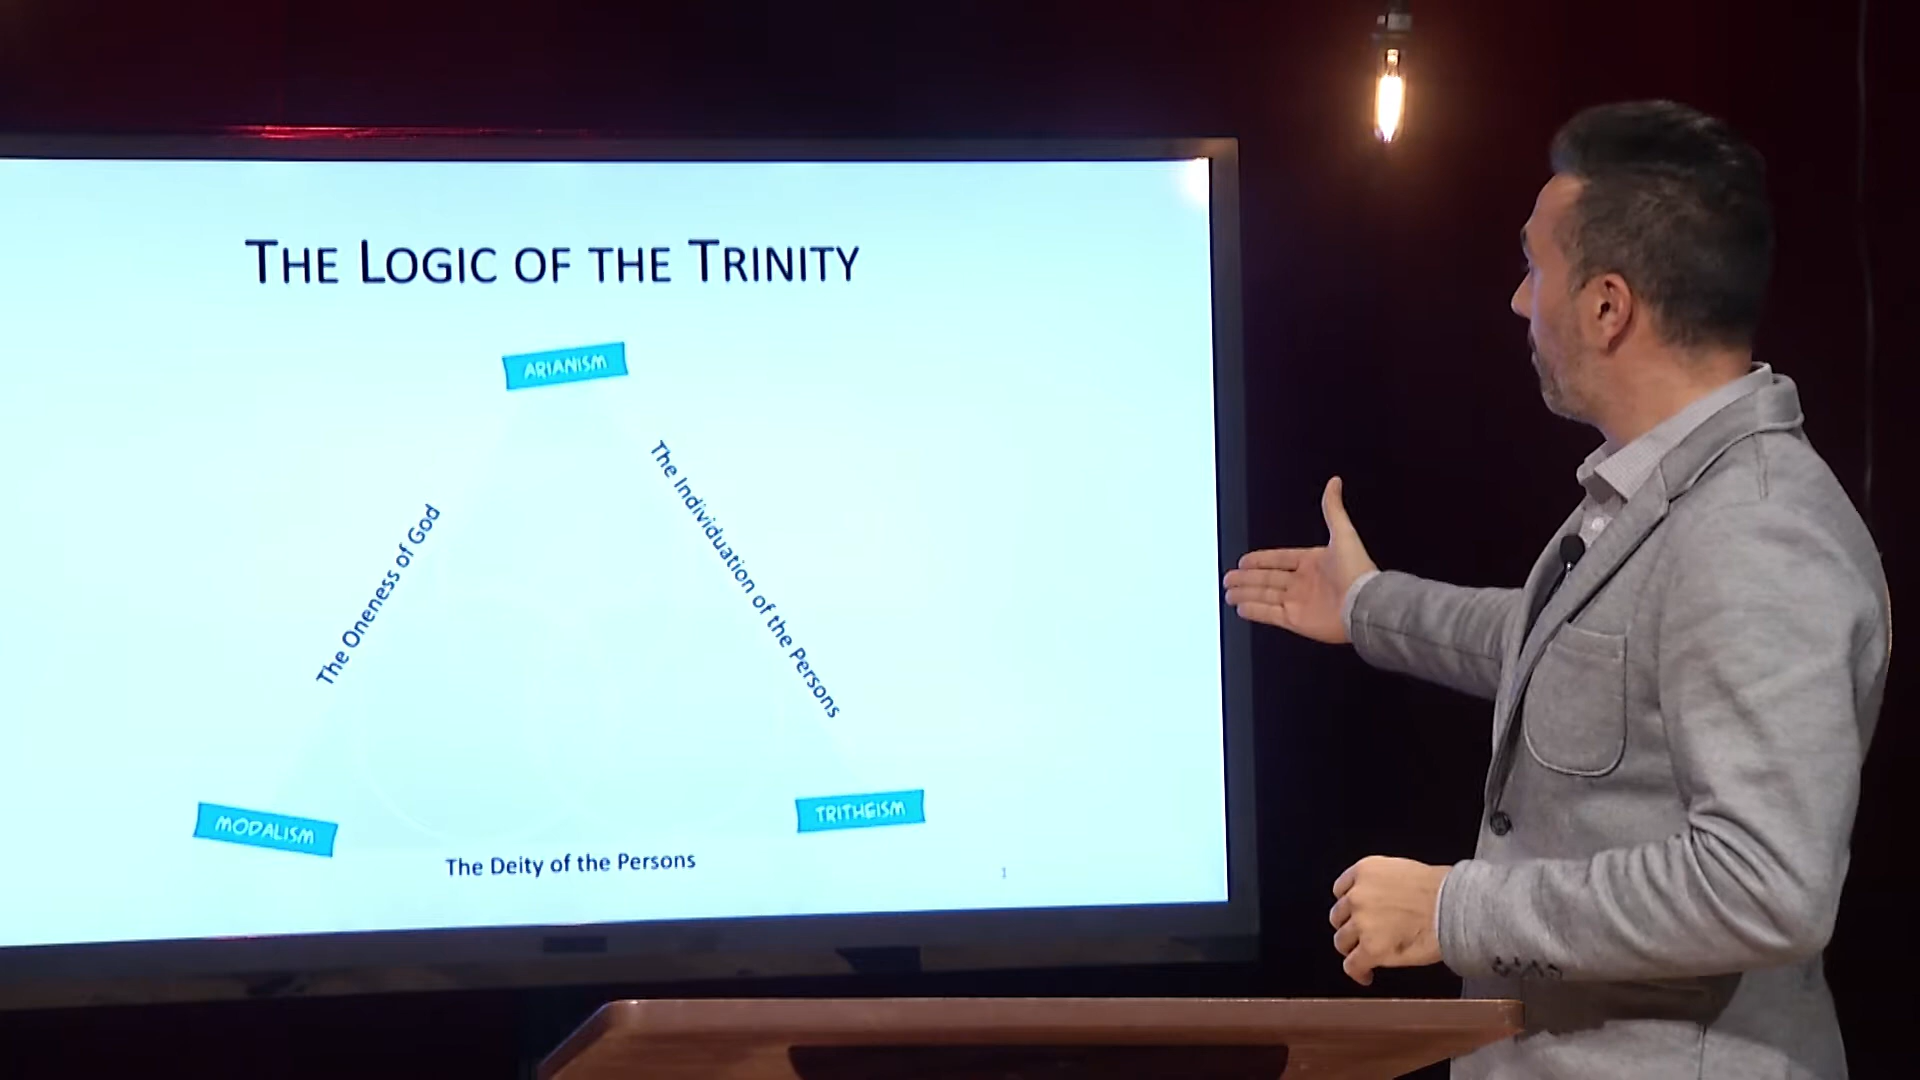 THE LOGIC OF THE TRINITY
ARIANISM
The Oneness of God
The Individuation of the Persons
MODALISM
TRITHEISM
The Deity of the Persons
1